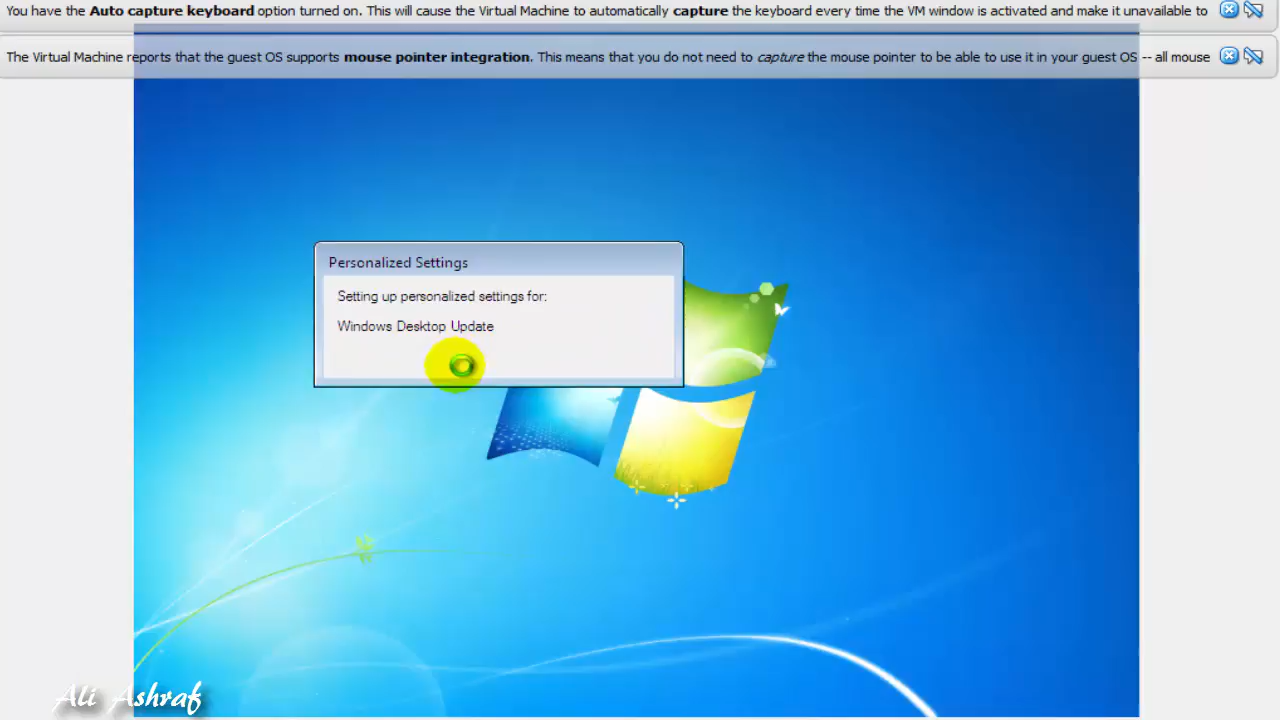 You have the Auto capture keyboard option turned on. This will cause the Virtual Machine to automatically capture the keyboard every time the VM window is activated and make it unavailable to
The Virtual Machine reports that the guest OS supports mouse pointer integration. This means that you do not need to capture the mouse pointer to be able to use it in your guest OS -- all mouse
Personalized Settings
Setting up personalized settings for:
Windows Desktop Update
Ali Ashraf